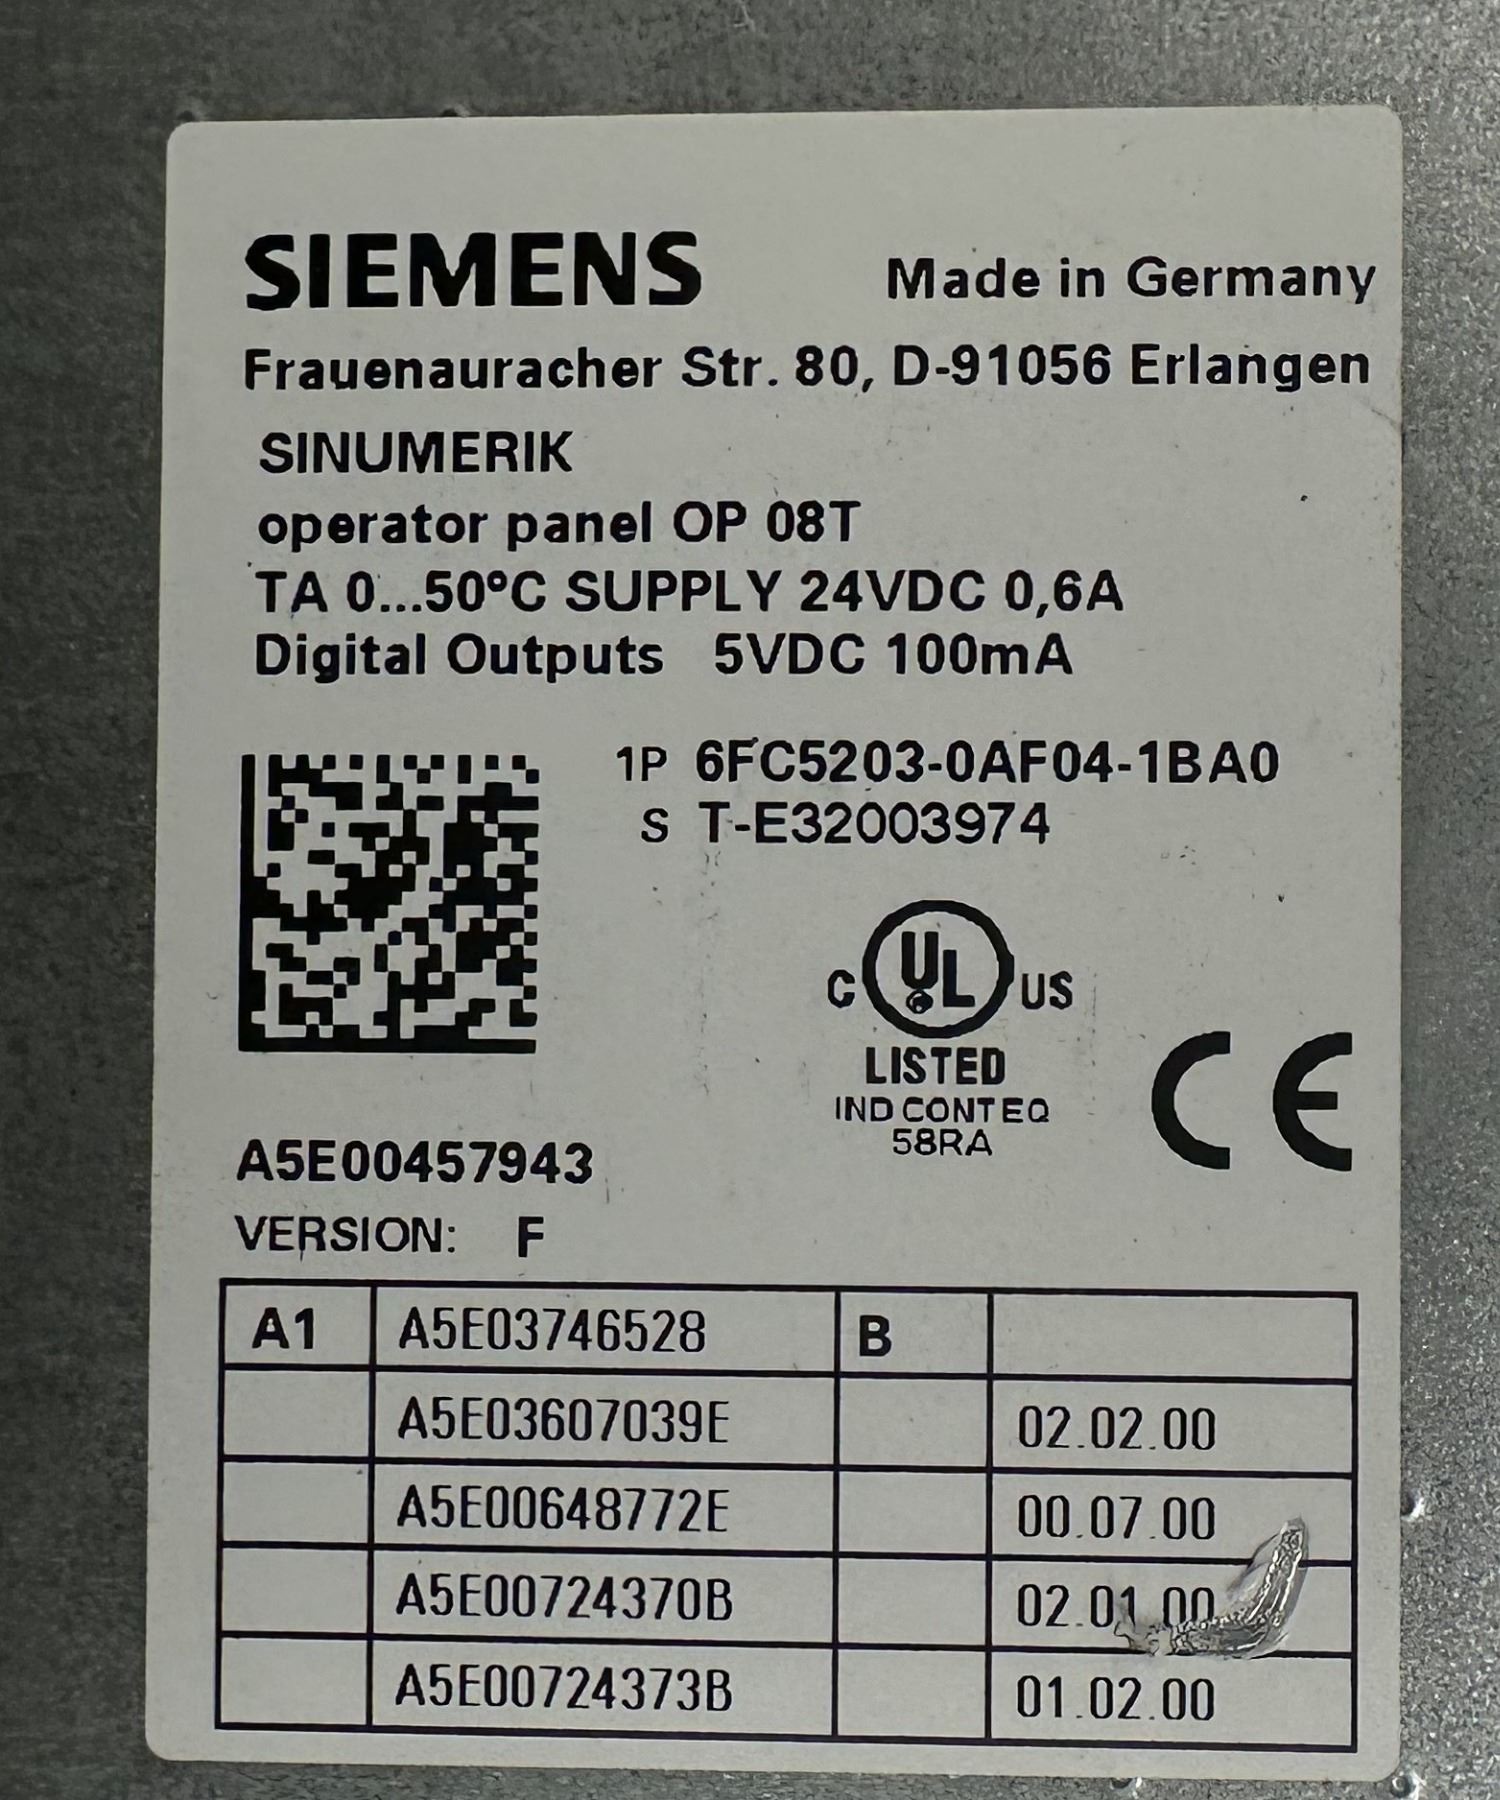 SIEMENS Made in Germany
Frauenauracher Str. 80, D-91056 Erlangen
SINUMERIK
operator panel OP 08T
TA 0...50°C SUPPLY 24VDC 0,6A
Digital Outputs 5VDC 100mA
1P 6FC5203-0AF04-1BA0
S T-E32003974
C UL US
LISTED
IND CONT EQ
58RA
CE
A5E00457943
VERSION: F
A1 A5E03746528 B
A5E03607039E 02.02.00
A5E00648772E 00.07.00
A5E00724370B 02.01.00
A5E00724373B 01.02.00